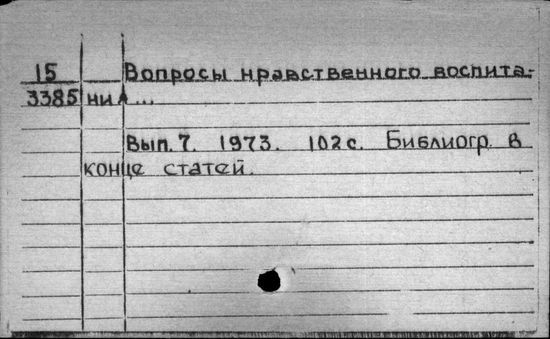 15 Вопросы нравственного воспита-
3385 ния ...
Вып. 7. 1973. 102 с. Библиогр. в
конце статей.